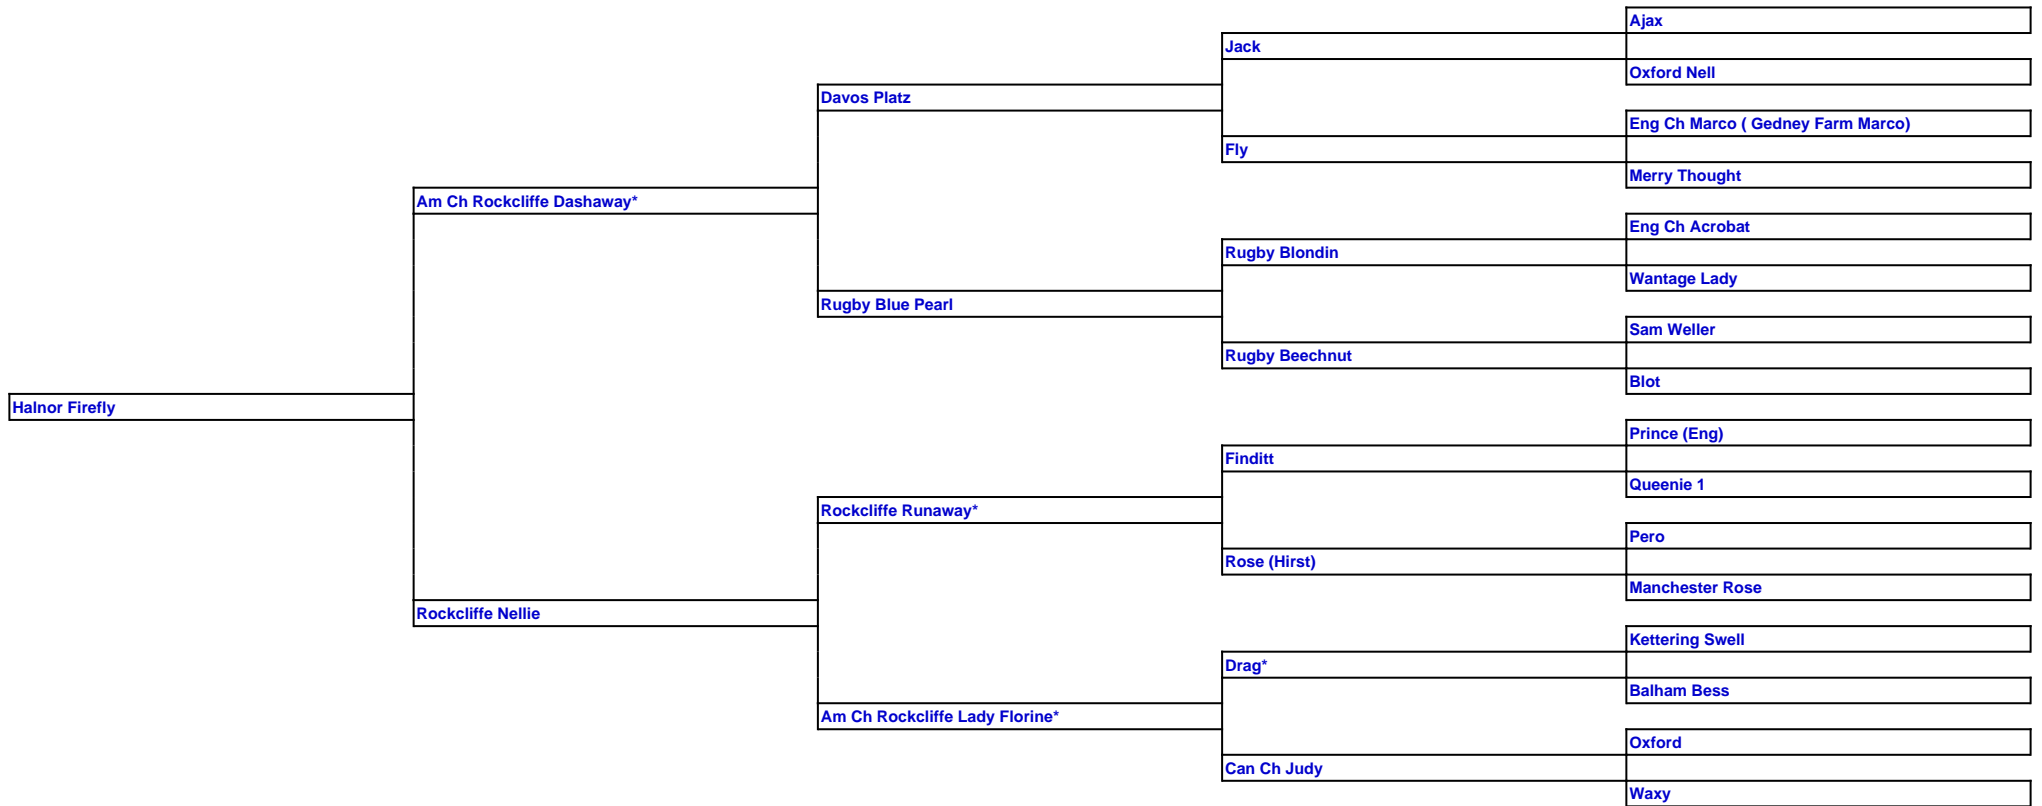 Ajax
Jack
Oxford Nell
Davos Platz
Eng Ch Marco ( Gedney Farm Marco)
Fly
Merry Thought
Am Ch Rockcliffe Dashaway*
Eng Ch Acrobat
Rugby Blondin
Wantage Lady
Rugby Blue Pearl
Sam Weller
Rugby Beechnut
Blot
Halnor Firefly
Prince (Eng)
Finditt
Queenie 1
Rockcliffe Runaway*
Pero
Rose (Hirst)
Manchester Rose
Rockcliffe Nellie
Kettering Swell
Drag*
Balham Bess
Am Ch Rockcliffe Lady Florine*
Oxford
Can Ch Judy
Waxy